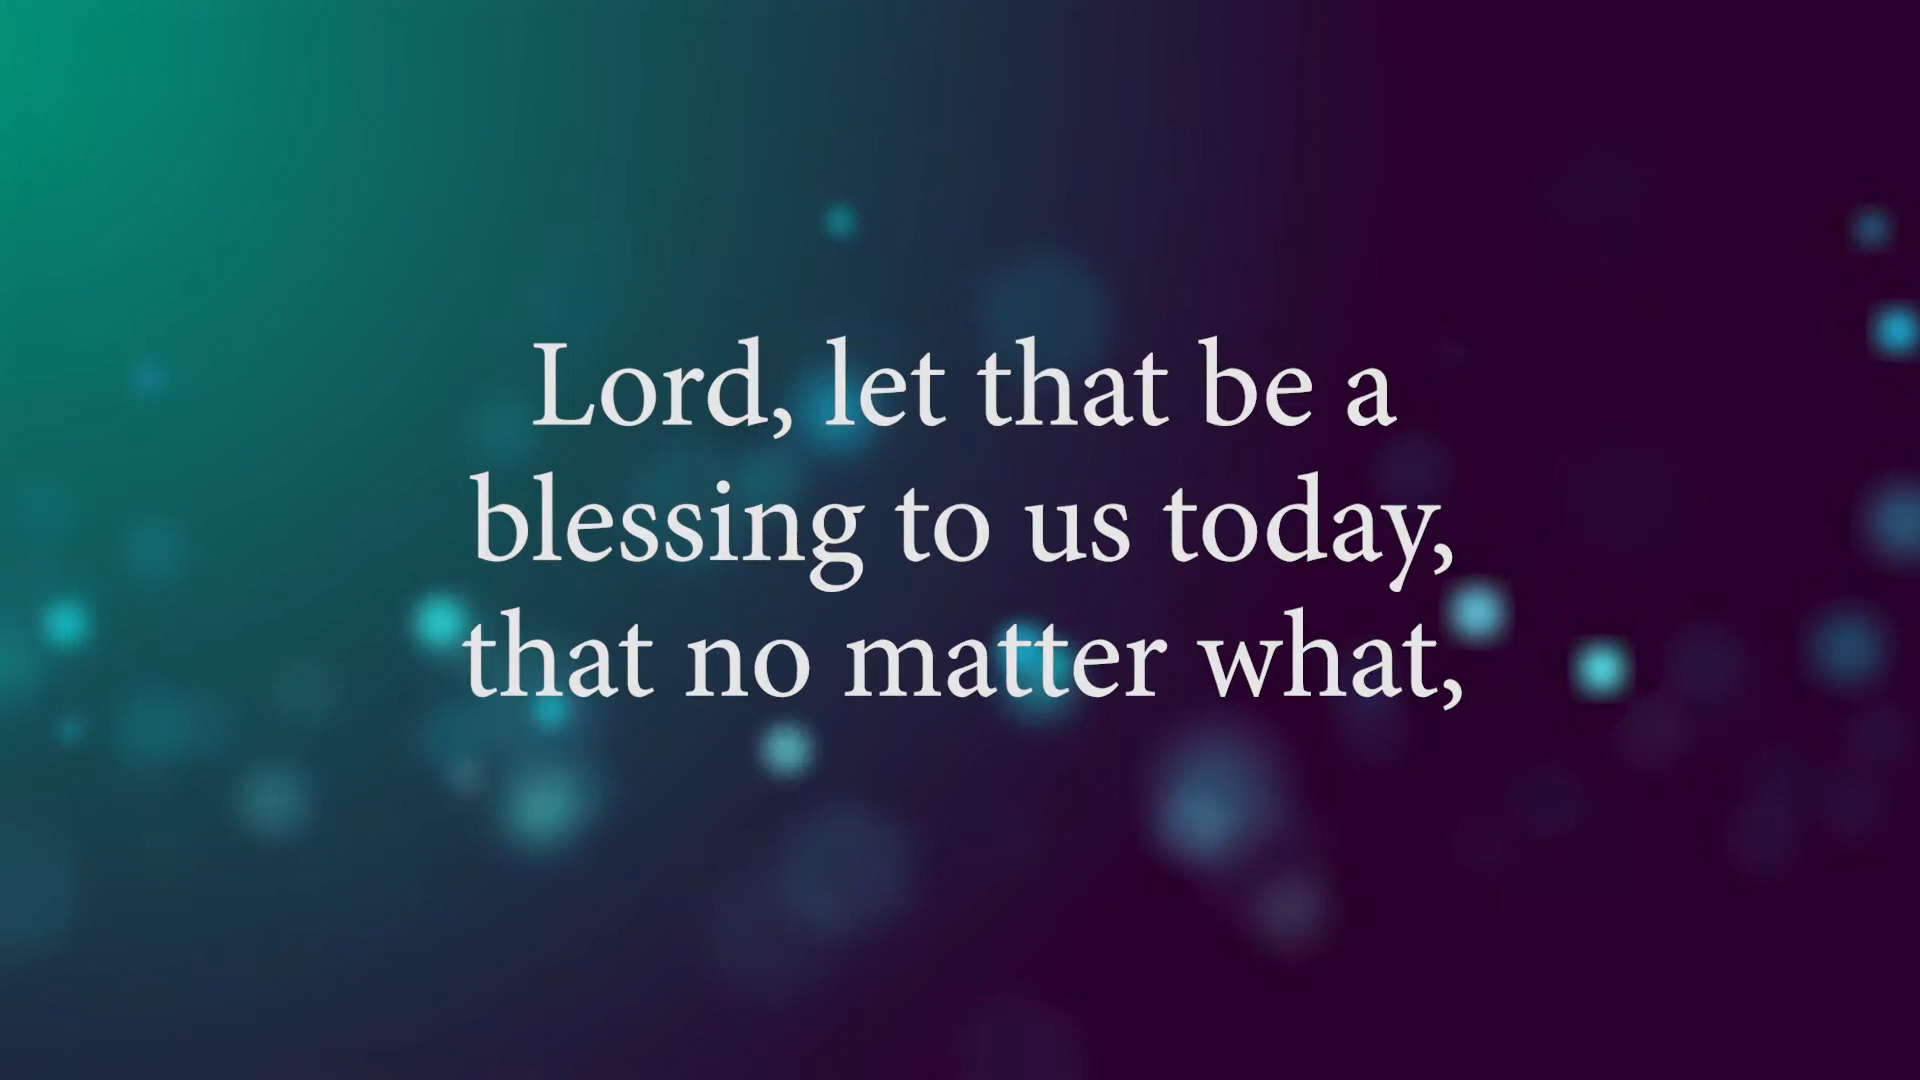 Lord, let that be a
blessing to us today,
that no matter what,